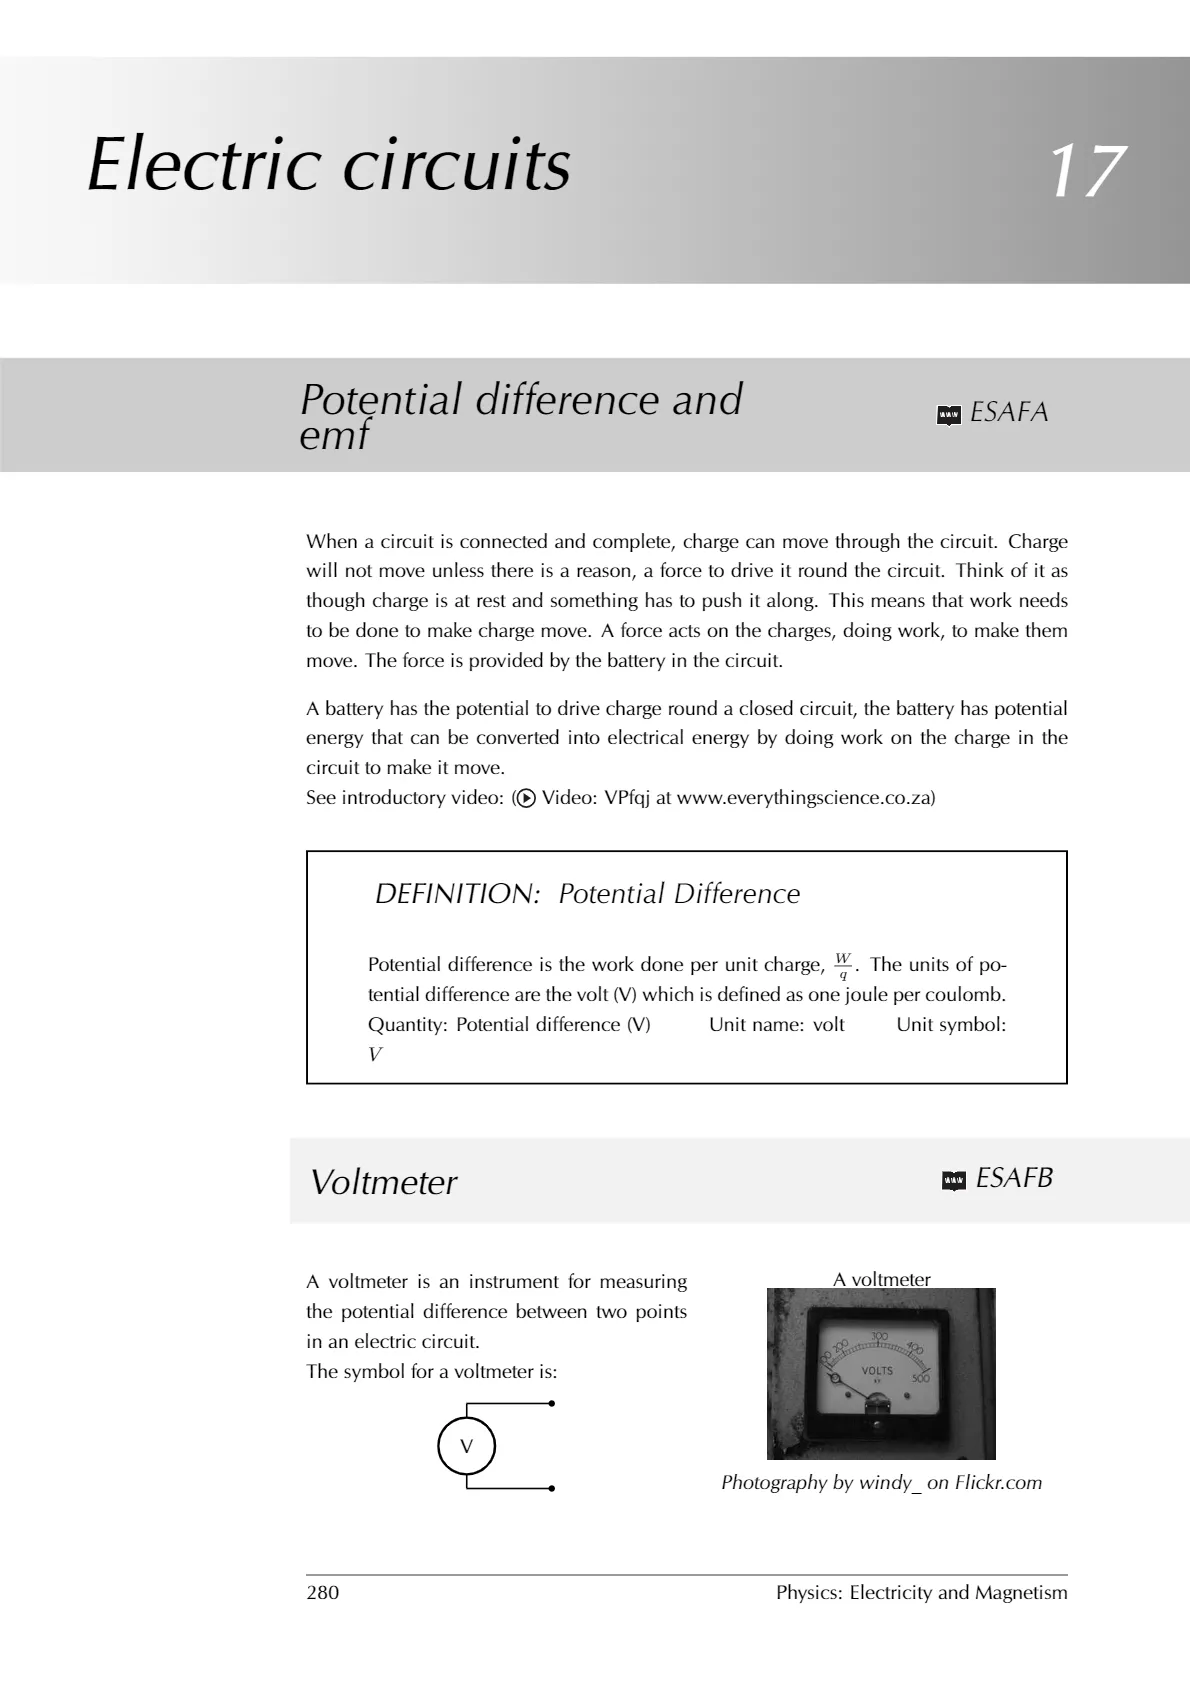 Electric circuits
17
Potential difference and
emf
www ESAFA
When a circuit is connected and complete, charge can move through the circuit. Charge
will not move unless there is a reason, a force to drive it round the circuit. Think of it as
though charge is at rest and something has to push it along. This means that work needs
to be done to make charge move. A force acts on the charges, doing work, to make them
move. The force is provided by the battery in the circuit.
A battery has the potential to drive charge round a closed circuit, the battery has potential
energy that can be converted into electrical energy by doing work on the charge in the
circuit to make it move.
See introductory video: ( Video: VPfqj at www.everythingscience.co.za)
DEFINITION: Potential Difference
Potential difference is the work done per unit charge, W/q. The units of po-
tential difference are the volt (V) which is defined as one joule per coulomb.
Quantity: Potential difference (V) Unit name: volt Unit symbol:
V
Voltmeter
www ESAFB
A voltmeter is an instrument for measuring
the potential difference between two points
in an electric circuit.
The symbol for a voltmeter is:
V
A voltmeter
200 300 400 500
VOLTS
Photography by windy_ on Flickr.com
280
Physics: Electricity and Magnetism